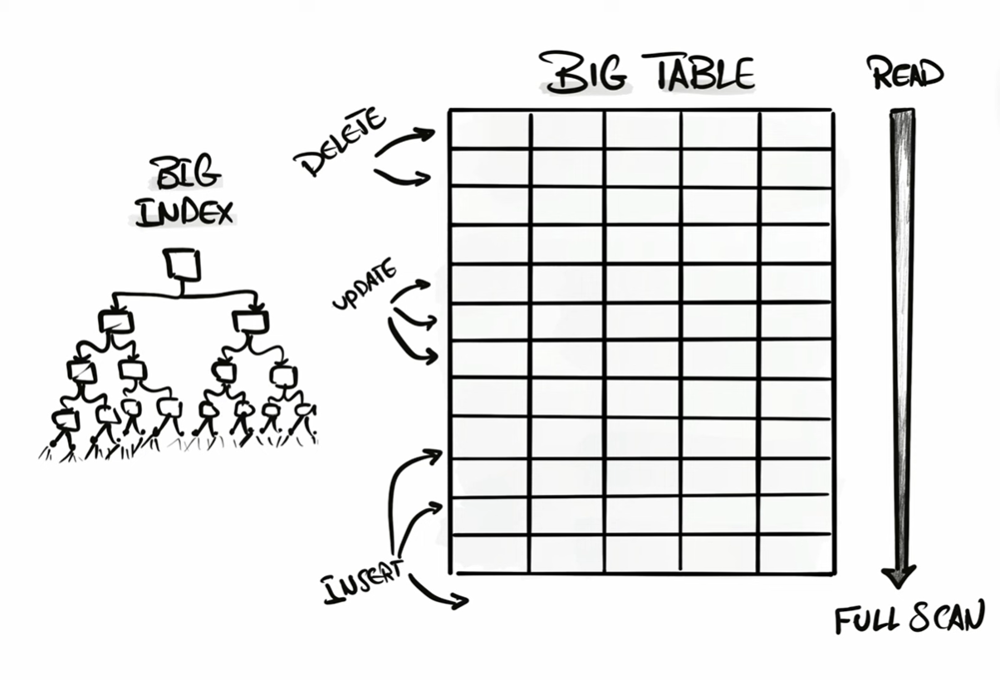 BIG TABLE
READ
DELETE
BIG
INDEX
UPDATE
INSERT
FULL SCAN